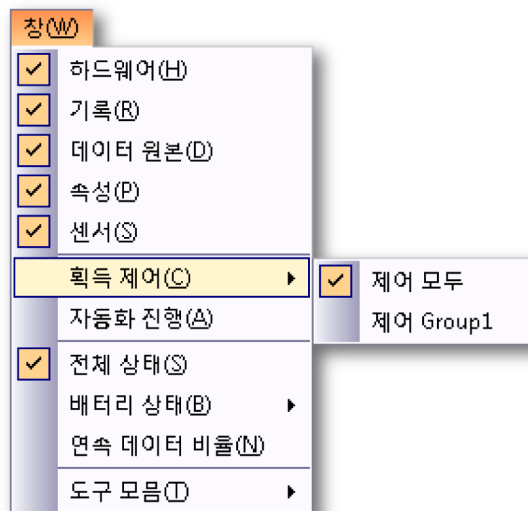 창(W)
하드웨어(H)
기록(R)
데이터 원본(D)
속성(P)
센서(S)
획득 제어(C)
제어 모두
자동화 진행(A)
제어 Group1
전체 상태(S)
배터리 상태(B)
연속 데이터 비율(N)
도구 모음(T)